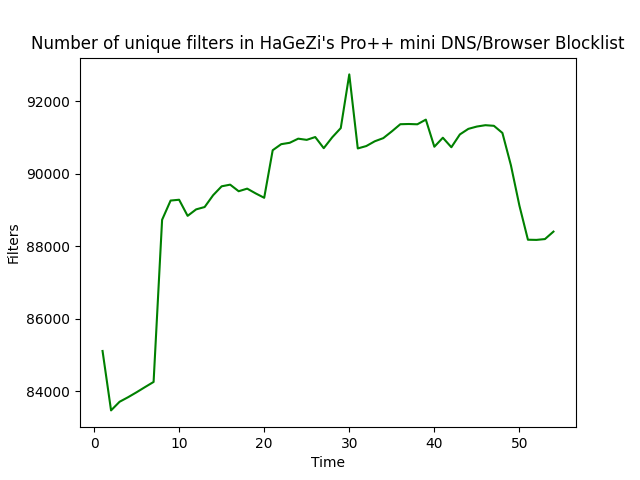 Number of unique filters in HaGeZi's Pro++ mini DNS/Browser Blocklist
92000
90000
88000
86000
84000
Filters
0 10 20 30 40 50
Time